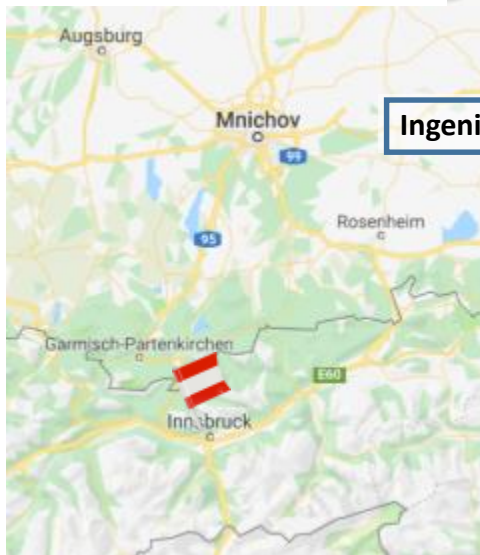 Augsburg
Mnichov
Ingeni
99
Rosenheim
95
Garmisch-Partenkirchen
E60
Innsbruck